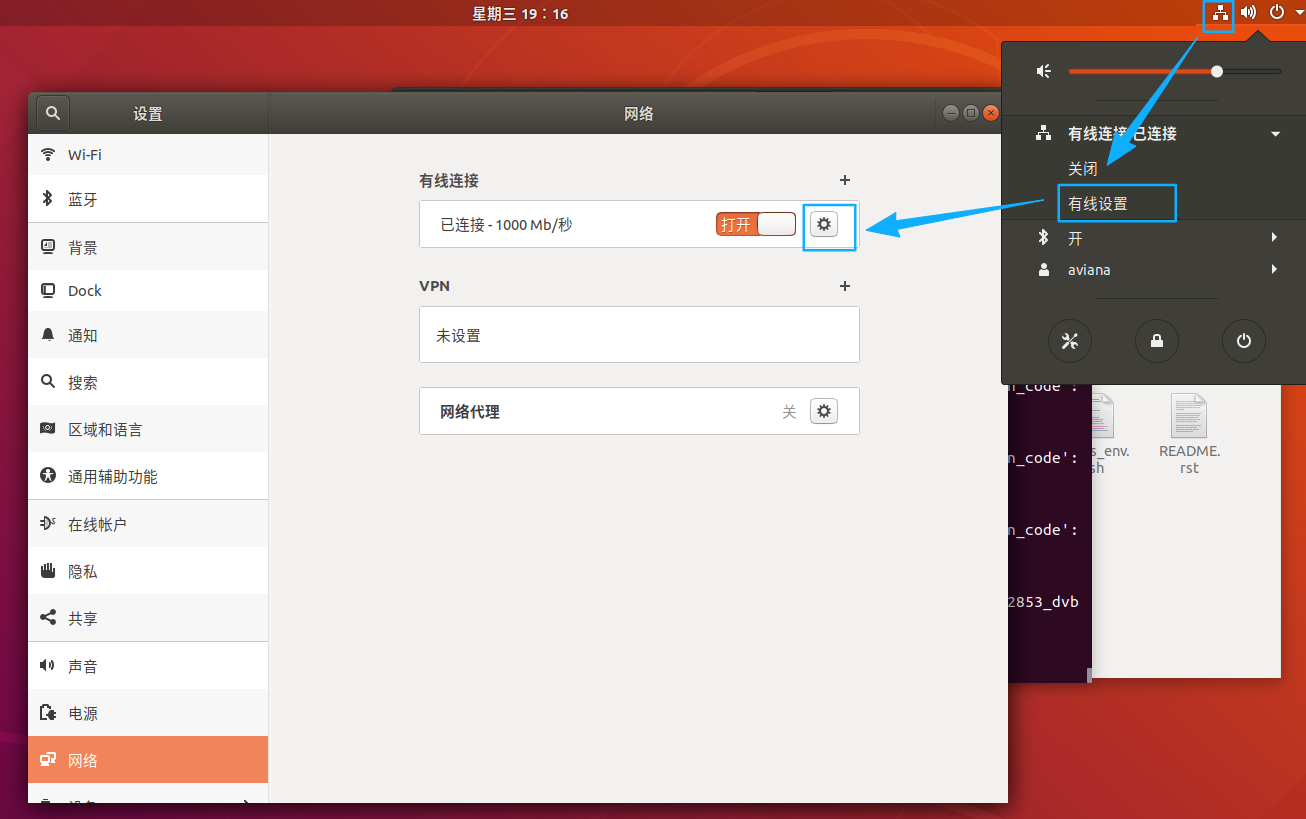 星期三 19：16
设置
网络
Wi-Fi
蓝牙
背景
Dock
通知
搜索
区域和语言
通用辅助功能
在线帐户
隐私
共享
声音
电源
网络
有线连接
已连接 - 1000 Mb/秒
打开
VPN
未设置
网络代理
关
有线连接 已连接
关闭
有线设置
开
aviana
n_code':
n_code':
n_code':
2853_dvb
s_env.
sh
README.
rst